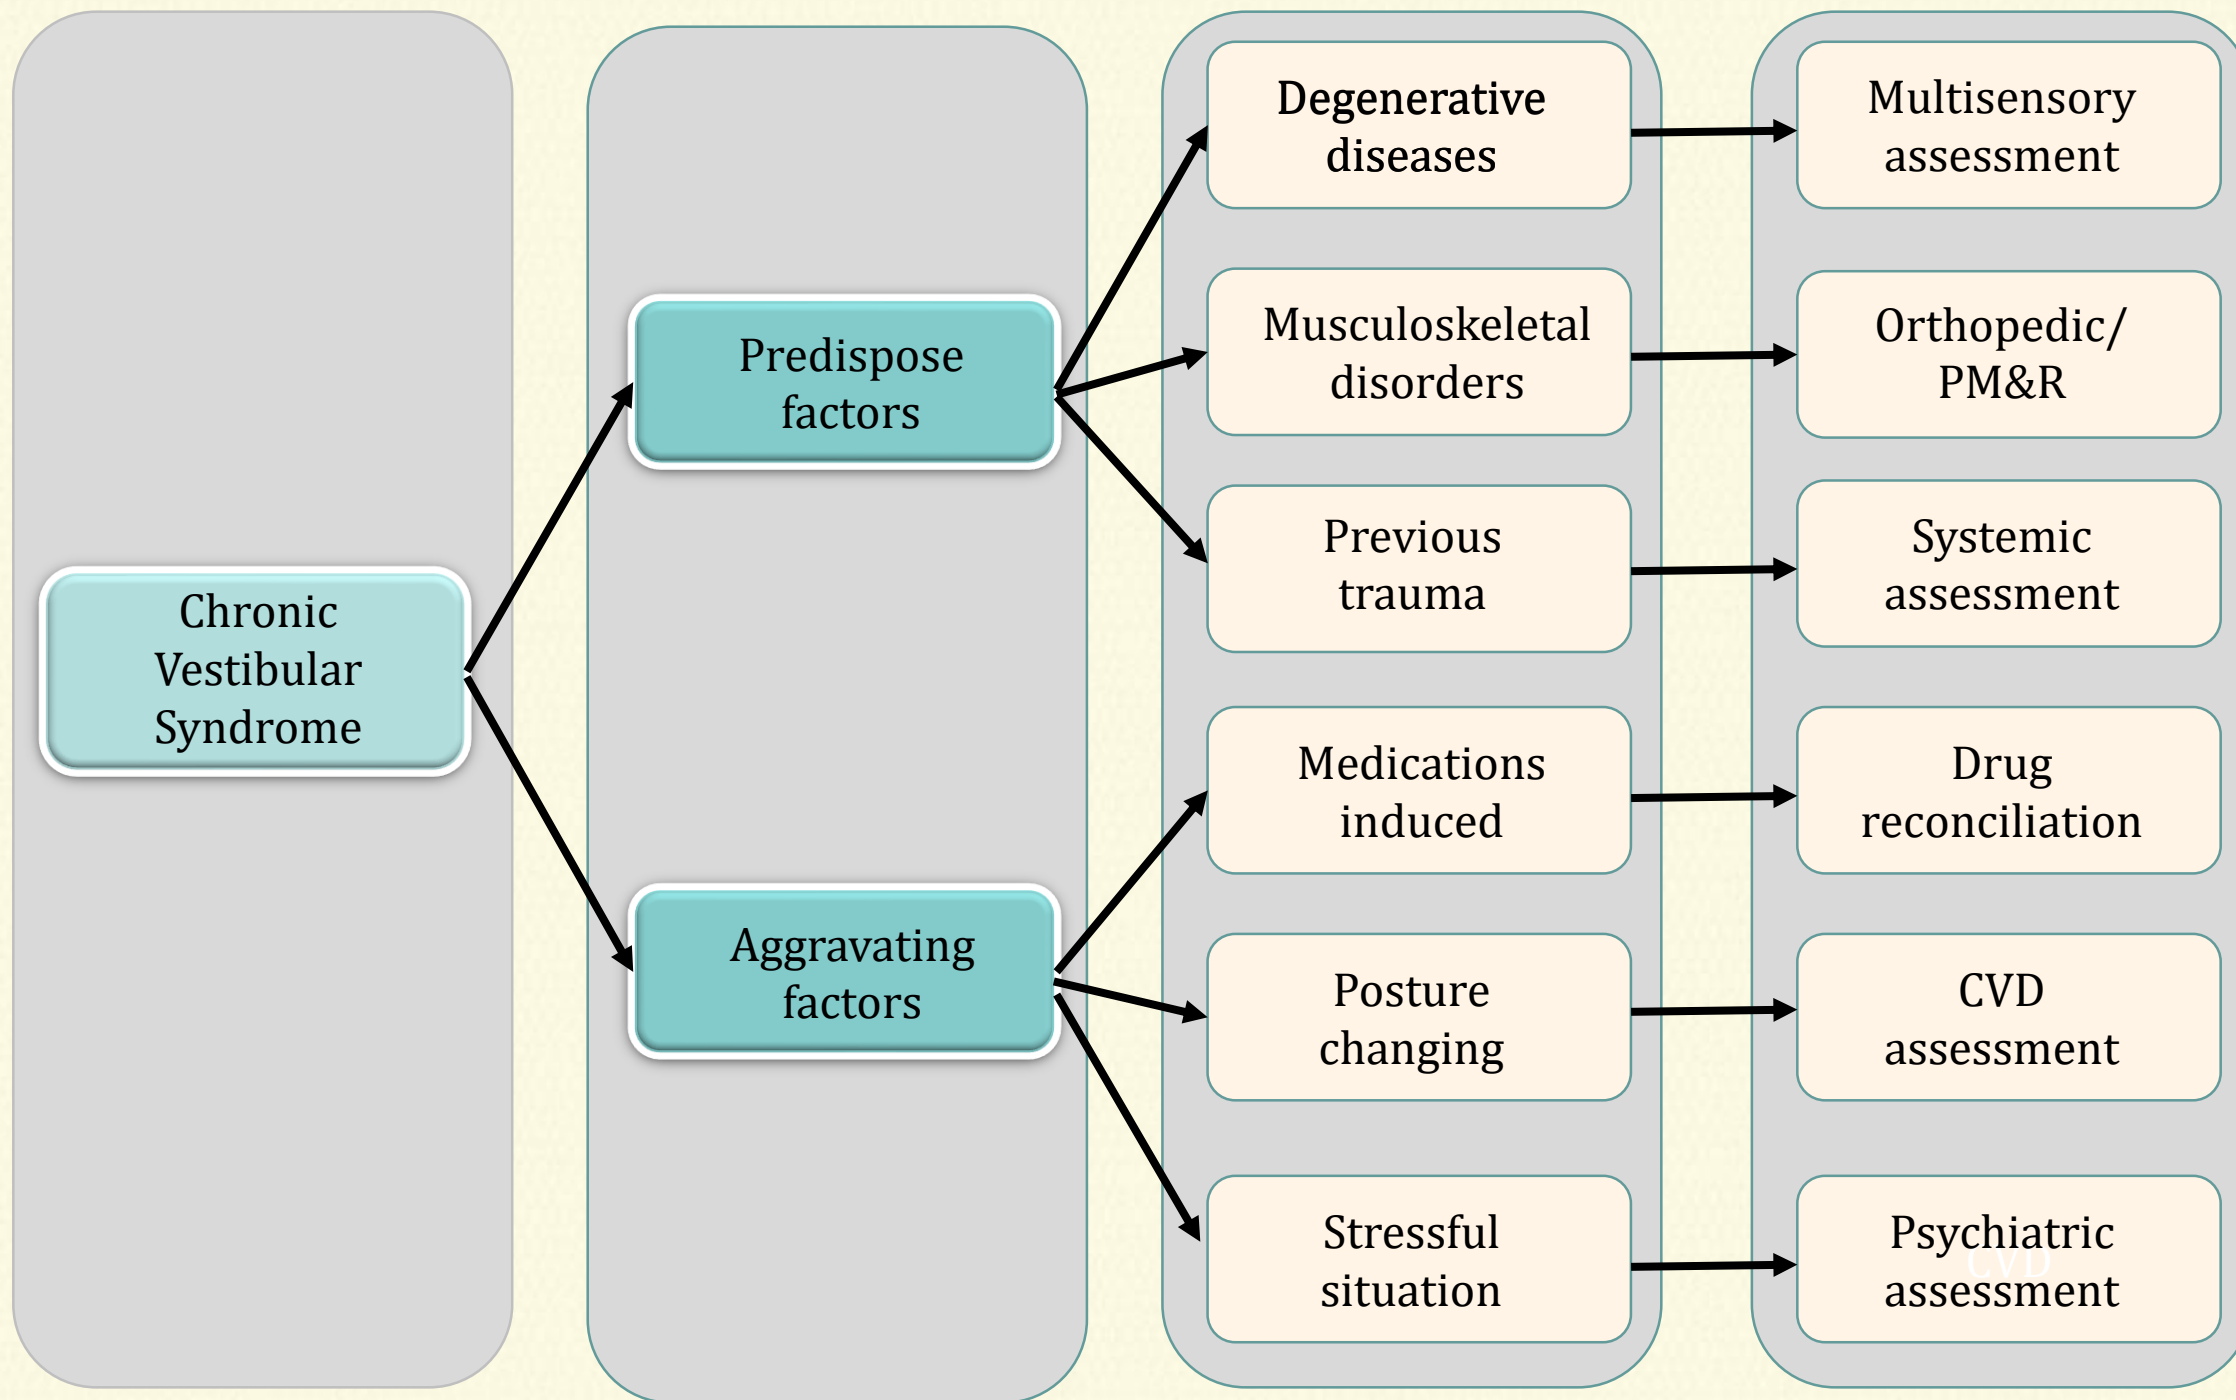 Chronic
Vestibular
Syndrome
Predispose
factors
Aggravating
factors
Degenerative
diseases
Musculoskeletal
disorders
Previous
trauma
Medications
induced
Posture
changing
Stressful
situation
Multisensory
assessment
Orthopedic/
PM&R
Systemic
assessment
Drug
reconciliation
CVD
assessment
Psychiatric
CVD
assessment